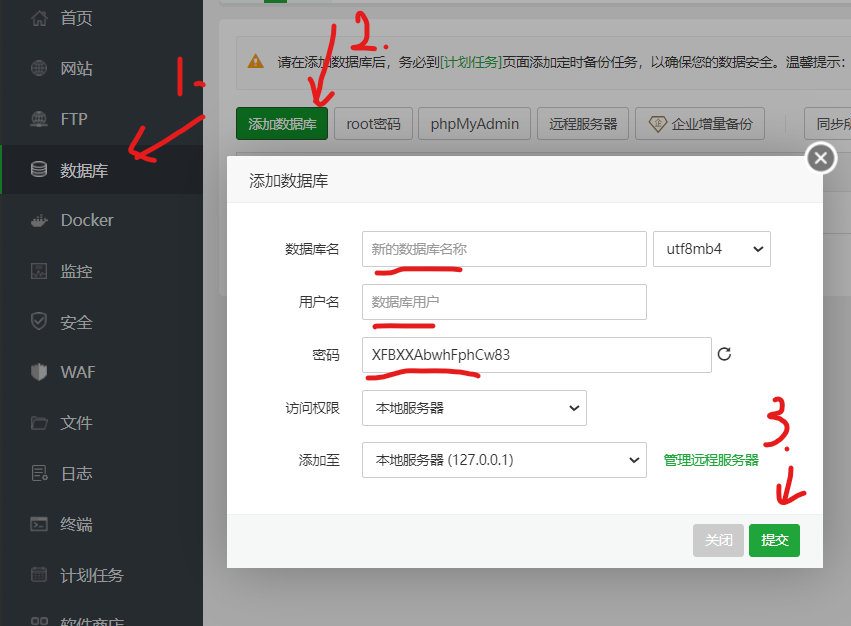 首页
网站
FTP
数据库
Docker
监控
安全
WAF
文件
日志
终端
计划任务
软件商店
1.
2.
请在添加数据库后，务必到[计划任务]页面添加定时备份任务，以确保您的数据安全。温馨提示：
添加数据库 root密码 phpMyAdmin 远程服务器 企业增量备份 同步所
添加数据库
数据库名 新的数据库名称 utf8mb4
用户名 数据库用户
密码 XFBXXAbwhFphCw83
访问权限 本地服务器
添加至 本地服务器 (127.0.0.1) 管理远程服务器
3.
关闭 提交